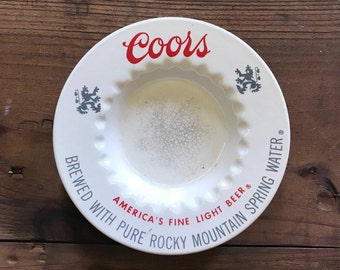 Coors
AMERICA'S FINE LIGHT BEER®
BREWED WITH PURE ROCKY MOUNTAIN SPRING WATER®